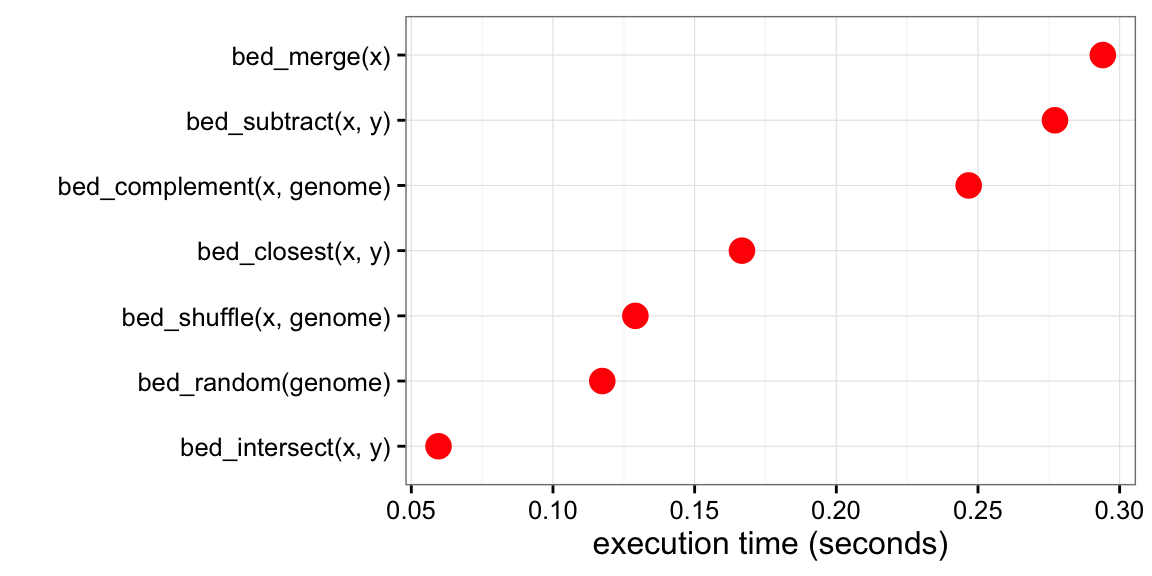 bed_merge(x)
bed_subtract(x, y)
bed_complement(x, genome)
bed_closest(x, y)
bed_shuffle(x, genome)
bed_random(genome)
bed_intersect(x, y)
0.05 0.10 0.15 0.20 0.25 0.30
execution time (seconds)